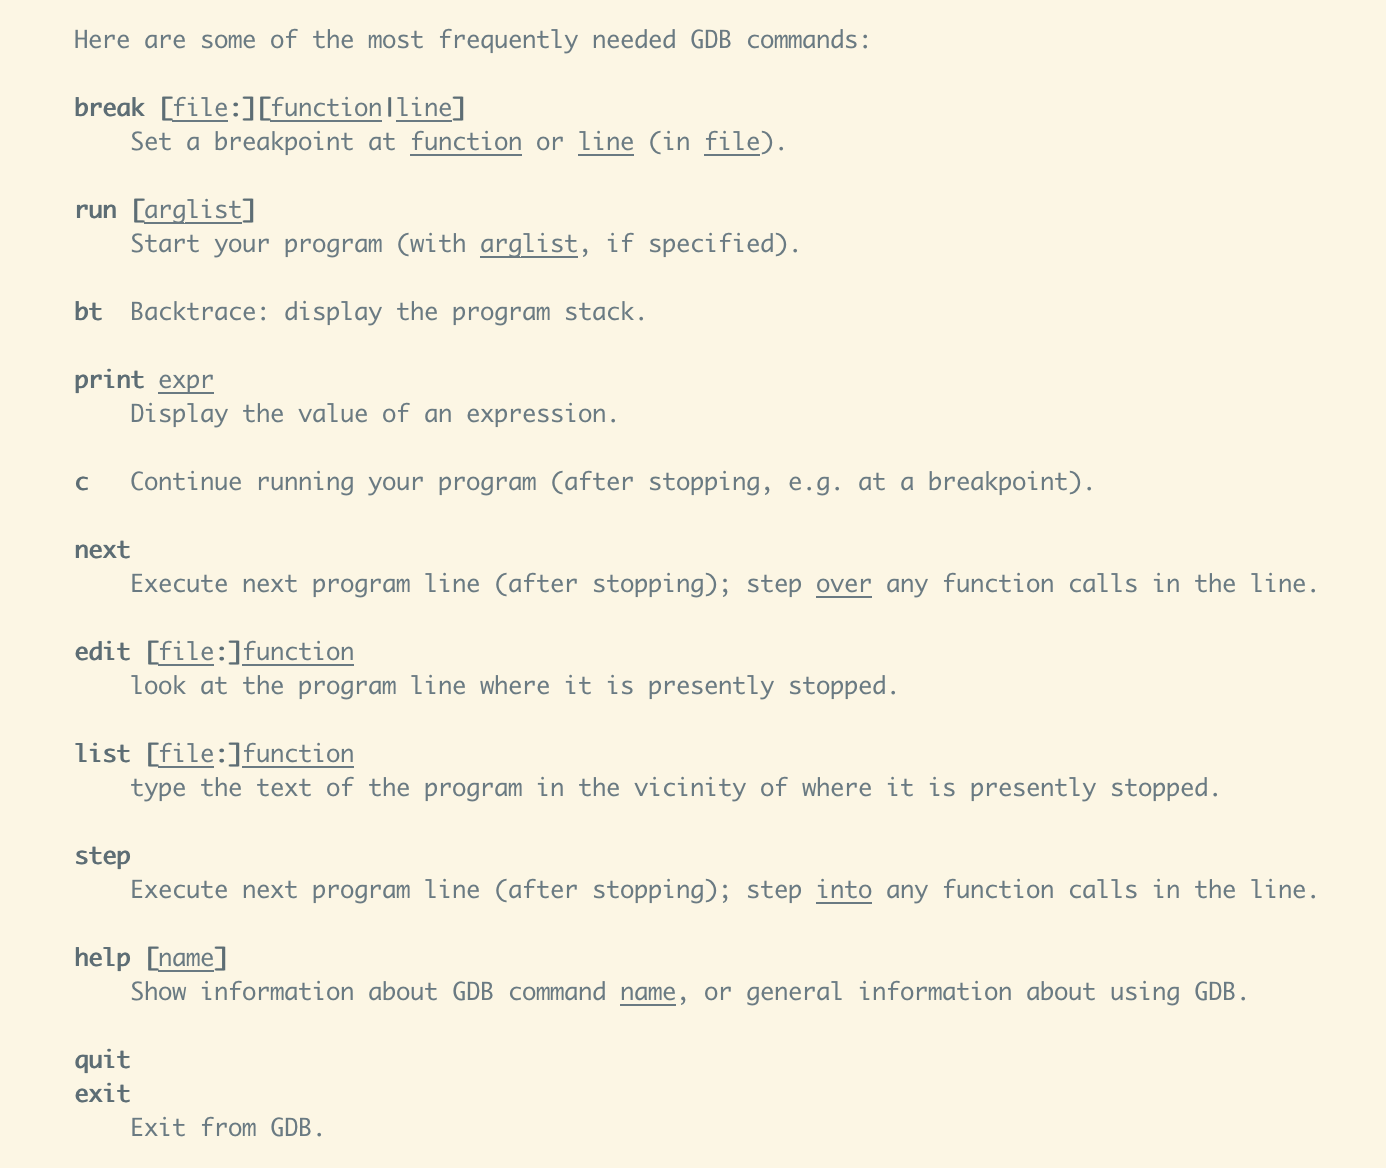 Here are some of the most frequently needed GDB commands:
break [file:][function|line]
Set a breakpoint at function or line (in file).
run [arglist]
Start your program (with arglist, if specified).
bt  Backtrace: display the program stack.
print expr
Display the value of an expression.
c   Continue running your program (after stopping, e.g. at a breakpoint).
next
Execute next program line (after stopping); step over any function calls in the line.
edit [file:]function
look at the program line where it is presently stopped.
list [file:]function
type the text of the program in the vicinity of where it is presently stopped.
step
Execute next program line (after stopping); step into any function calls in the line.
help [name]
Show information about GDB command name, or general information about using GDB.
quit
exit
Exit from GDB.